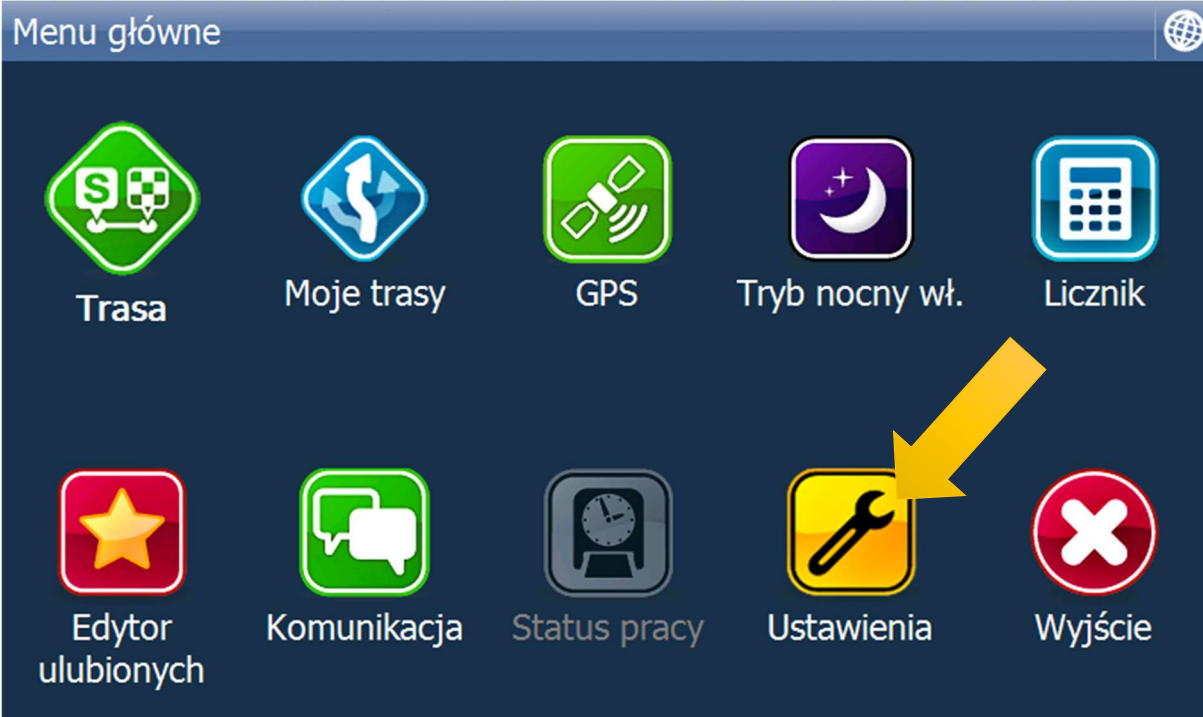 Menu główne
S
Trasa
Moje trasy
GPS
Tryb nocny wł.
Licznik
Edytor
ulubionych
Komunikacja
Status pracy
Ustawienia
Wyjście